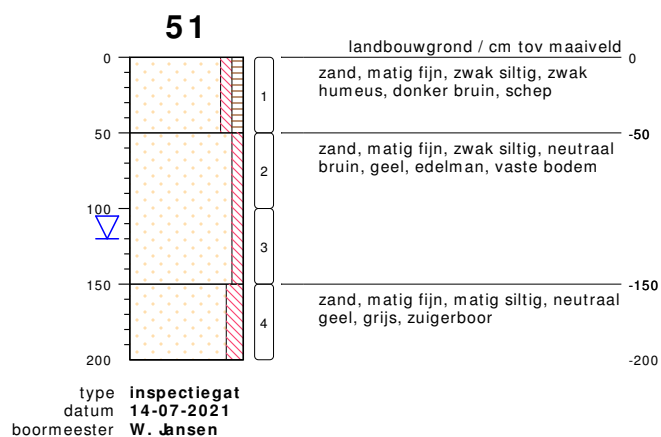 51
landbouwgrond / cm tov maaiveld
0
0
zand, matig fijn, zwak siltig, zwak
humeus, donker bruin, schep
1
50
-50
zand, matig fijn, zwak siltig, neutraal
bruin, geel, edelman, vaste bodem
2
100
3
150
-150
zand, matig fijn, matig siltig, neutraal
geel, grijs, zuigerboor
4
200
-200
type inspectiegat
datum 14-07-2021
boormeester W. Jansen